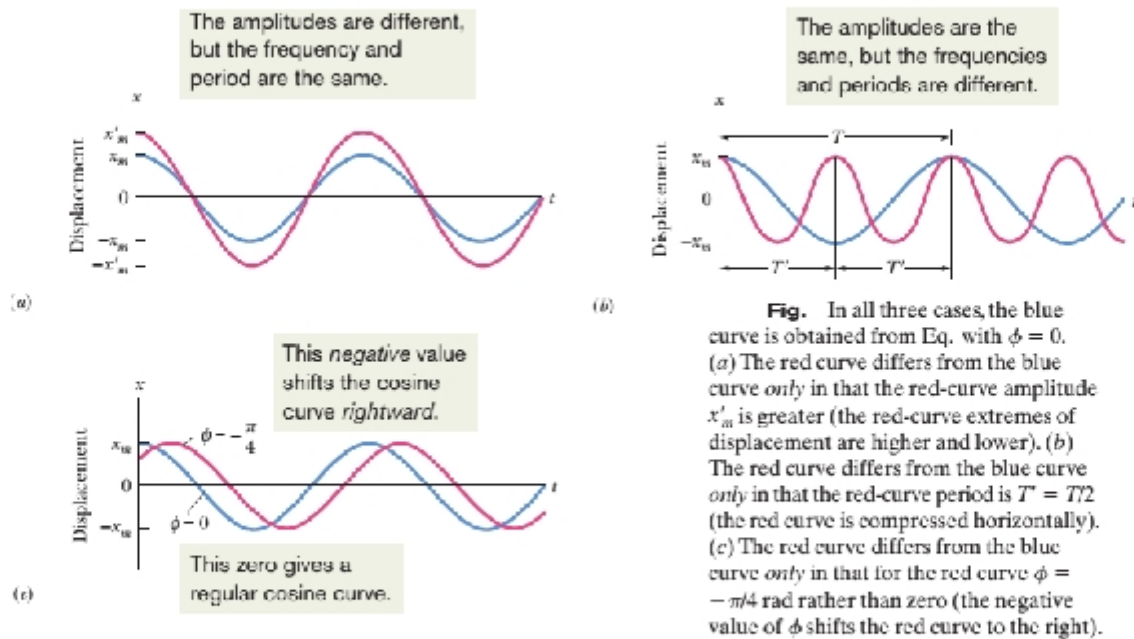 The amplitudes are different,
but the frequency and
period are the same.
x
x′m
xm
0
−xm
−x′m
Displacement
t
(a)
The amplitudes are the
same, but the frequencies
and periods are different.
x
T
xm
0
−xm
Displacement
t
T′
T′
(b)
This negative value
shifts the cosine
curve rightward.
x
xm
0
−xm
Displacement
ϕ = −π/4
ϕ = 0
t
This zero gives a
regular cosine curve.
(c)
Fig. In all three cases, the blue
curve is obtained from Eq. with ϕ = 0.
(a) The red curve differs from the blue
curve only in that the red-curve amplitude
x′m is greater (the red-curve extremes of
displacement are higher and lower). (b)
The red curve differs from the blue curve
only in that the red-curve period is T′ = T/2
(the red curve is compressed horizontally).
(c) The red curve differs from the blue
curve only in that for the red curve ϕ =
−π/4 rad rather than zero (the negative
value of ϕ shifts the red curve to the right).